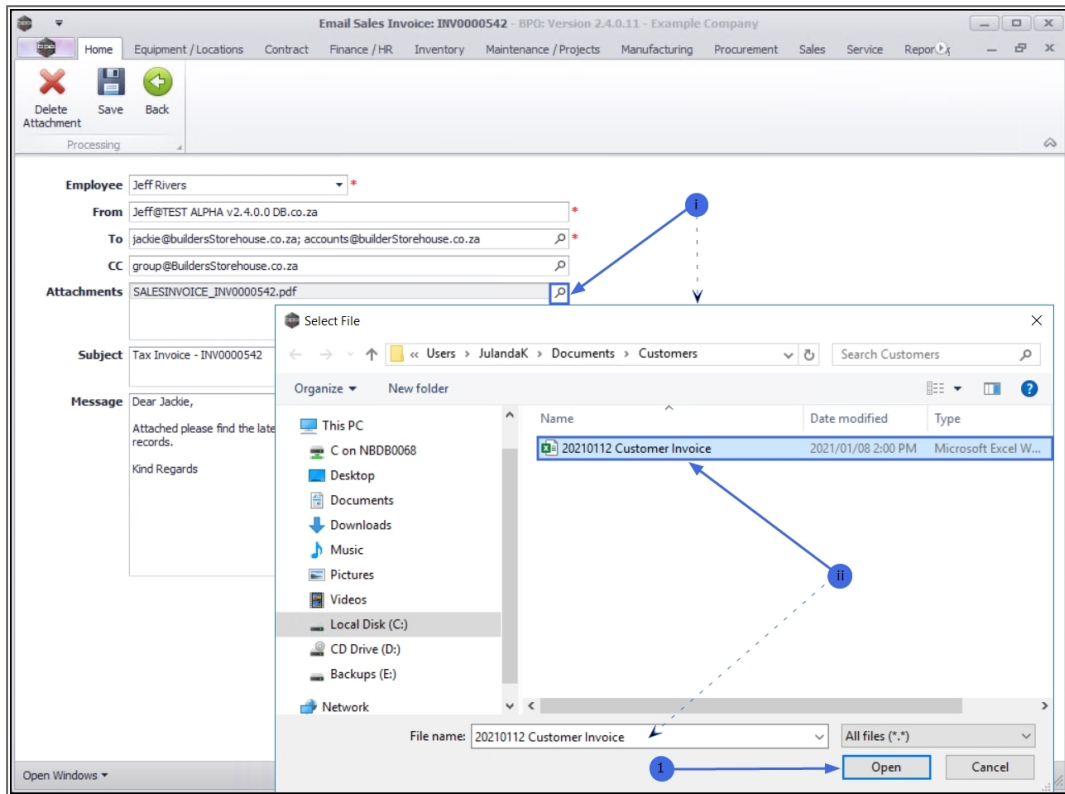 Email Sales Invoice: INV0000542 - BPO: Version 2.4.0.11 - Example Company
Home Equipment / Locations Contract Finance / HR Inventory Maintenance / Projects Manufacturing Procurement Sales Service Repor
Delete Attachment Save Back
Processing
Employee Jeff Rivers *
From Jeff@TEST ALPHA v2.4.0.0 DB.co.za *
i
To jackie@buildersStorehouse.co.za; accounts@builderStorehouse.co.za *
CC group@BuildersStorehouse.co.za
Attachments SALESINVOICE_INV0000542.pdf
Subject Tax Invoice - INV0000542
Message Dear Jackie,
Attached please find the late
records.
Kind Regards
Select File
« Users > JulandaK > Documents > Customers Search Customers
Organize New folder
Name Date modified Type
This PC
20210112 Customer Invoice 2021/01/08 2:00 PM Microsoft Excel W...
C on NBDB0068
Desktop
Documents
Downloads
Music
Pictures
ii
Videos
Local Disk (C:)
CD Drive (D:)
Backups (E:)
Network
File name: 20210112 Customer Invoice All files (*.*)
1
Open Cancel
Open Windows